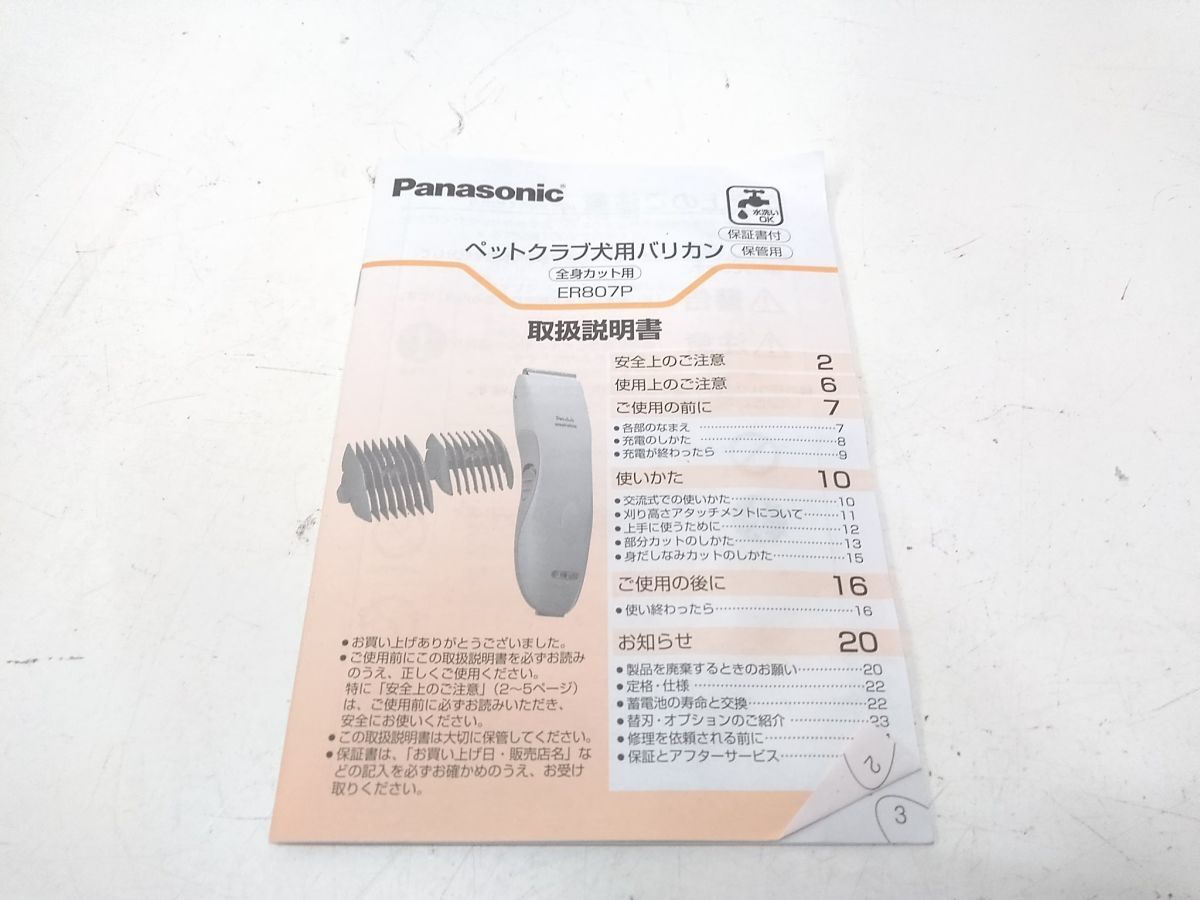 Panasonic®
水洗い
OK
保証書付
ペットクラブ犬用バリカン
保管用
全身カット用
ER807P
取扱説明書
安全上のご注意 2
使用上のご注意 6
ご使用の前に 7
●各部のなまえ 7
●充電のしかた 8
●充電が終わったら 9
使いかた 10
●交流式での使いかた 10
●刈り高さアタッチメントについて 11
●上手に使うために 12
●部分カットのしかた 13
●身だしなみカットのしかた 15
ご使用の後に 16
●使い終わったら 16
お知らせ 20
●製品を廃棄するときのお願い 20
●定格・仕様 22
●蓄電池の寿命と交換 22
●替刃・オプションのご紹介 23
●修理を依頼される前に
●保証とアフターサービス
●お買い上げありがとうございました。
●ご使用前にこの取扱説明書を必ずお読み
のうえ、正しくご使用ください。
特に「安全上のご注意」(2〜5ページ)
は、ご使用前に必ずお読みいただき、
安全にお使いください。
●この取扱説明書は大切に保管してください。
●保証書は、「お買い上げ日・販売店名」な
どの記入を必ずお確かめのうえ、お受け
取りください。
2
3